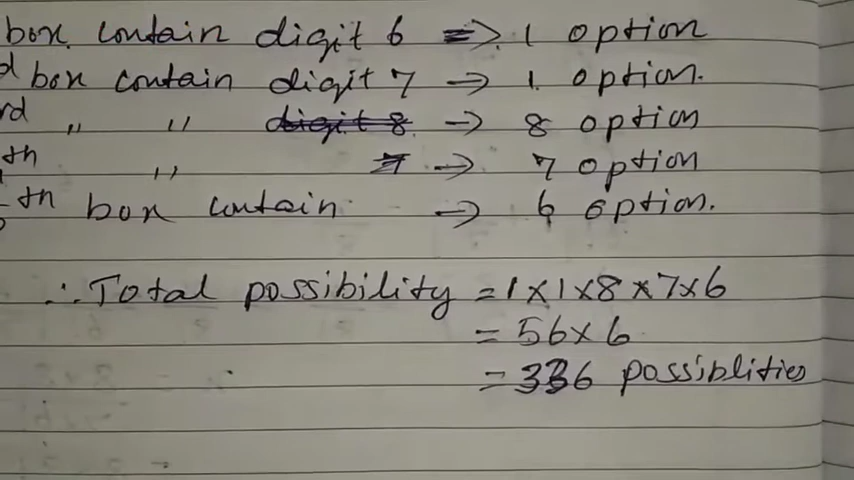 box contain digit 6 => 1 option
d box contain digit 7 → 1 option.
rd " " digit 8 → 8 option
th " → 7 option
th box contain → 6 option.
∴ Total possibility = 1×1×8×7×6
= 56×6
= 336 possiblities